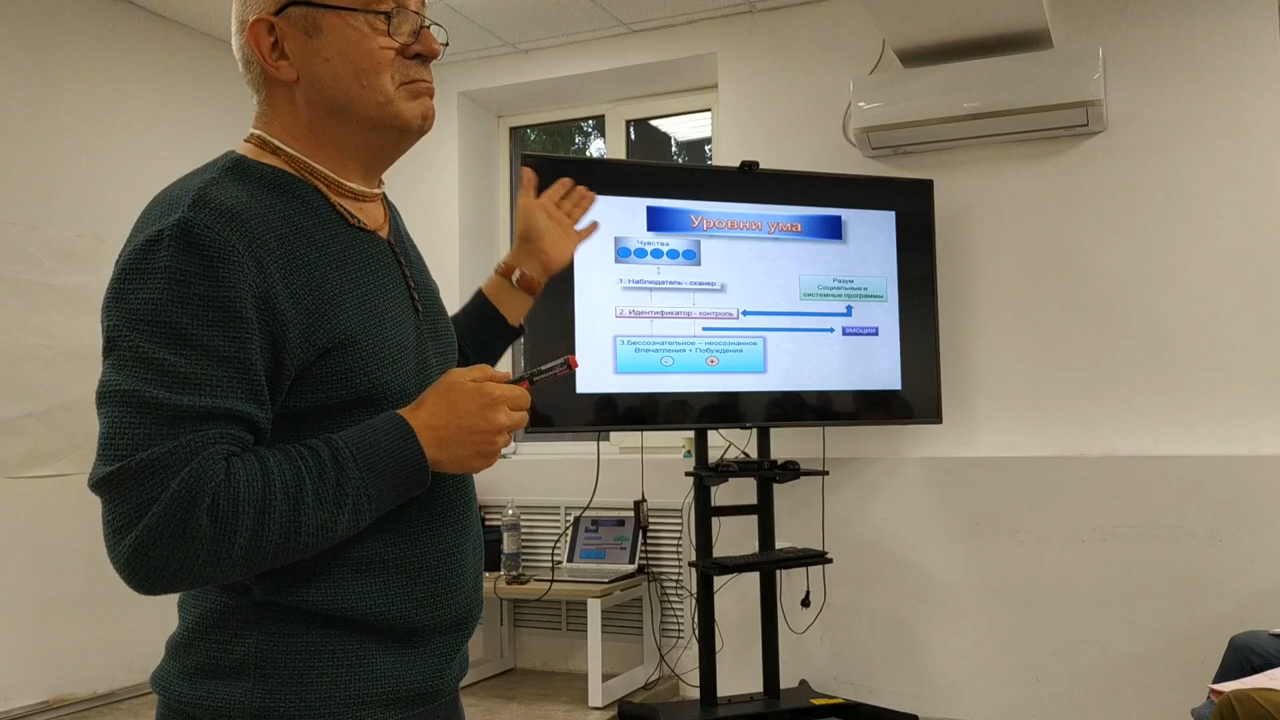 Уровни ума
Чувства
1. Наблюдатель - сканер
Разум
Социальные и
системные программы
2. Идентификатор - контроль
ЭМОЦИИ
3.Бессознательное – неосознанное
Впечатления + Побуждения
- +
PERMANENT